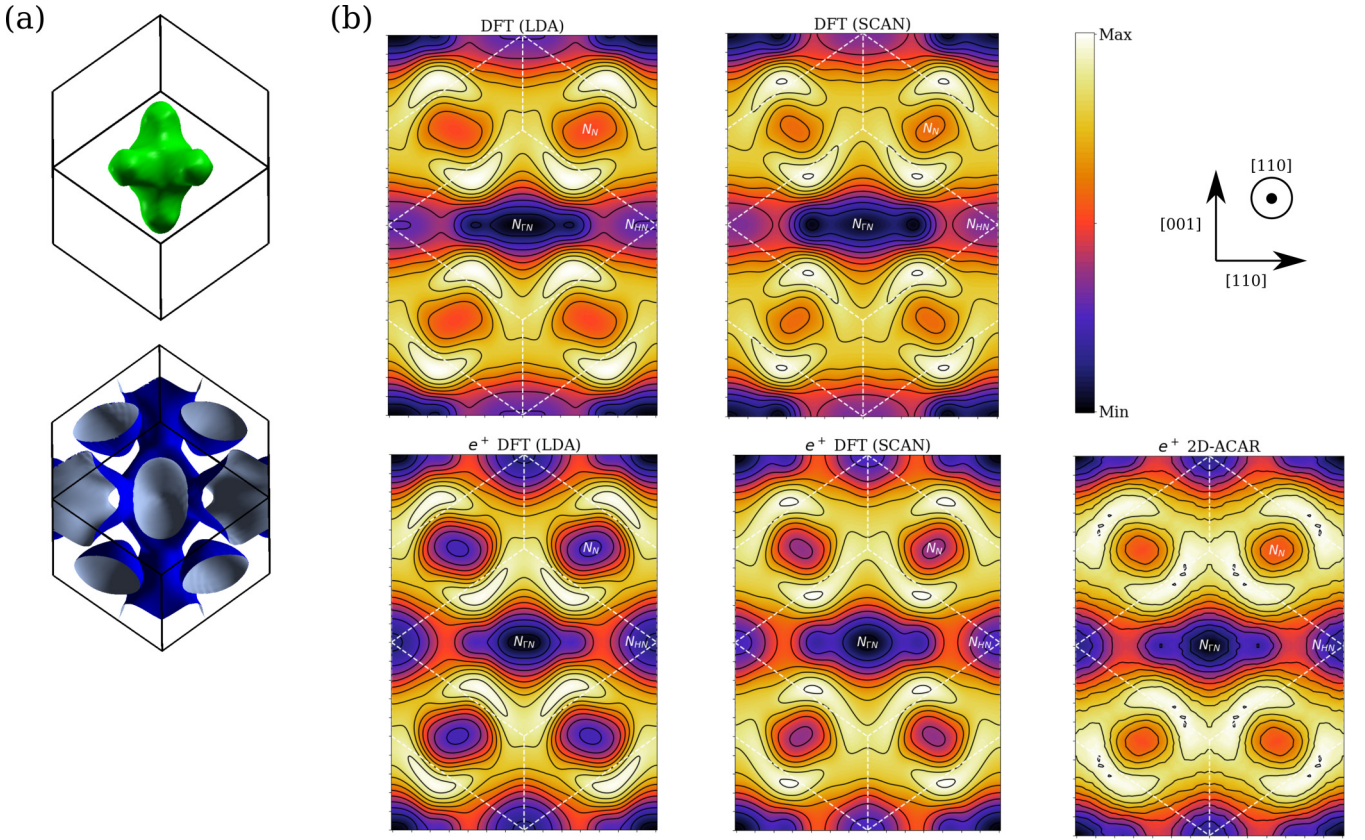 (a)
(b)
DFT (LDA)
DFT (SCAN)
Max
N_N
N_N
[110]
[001]
N_ΓN
N_HN
N_ΓN
N_HN
[110]
Min
e⁺ DFT (LDA)
e⁺ DFT (SCAN)
e⁺ 2D-ACAR
N_N
N_N
N_N
N_ΓN
N_HN
N_ΓN
N_HN
N_ΓN
N_HN